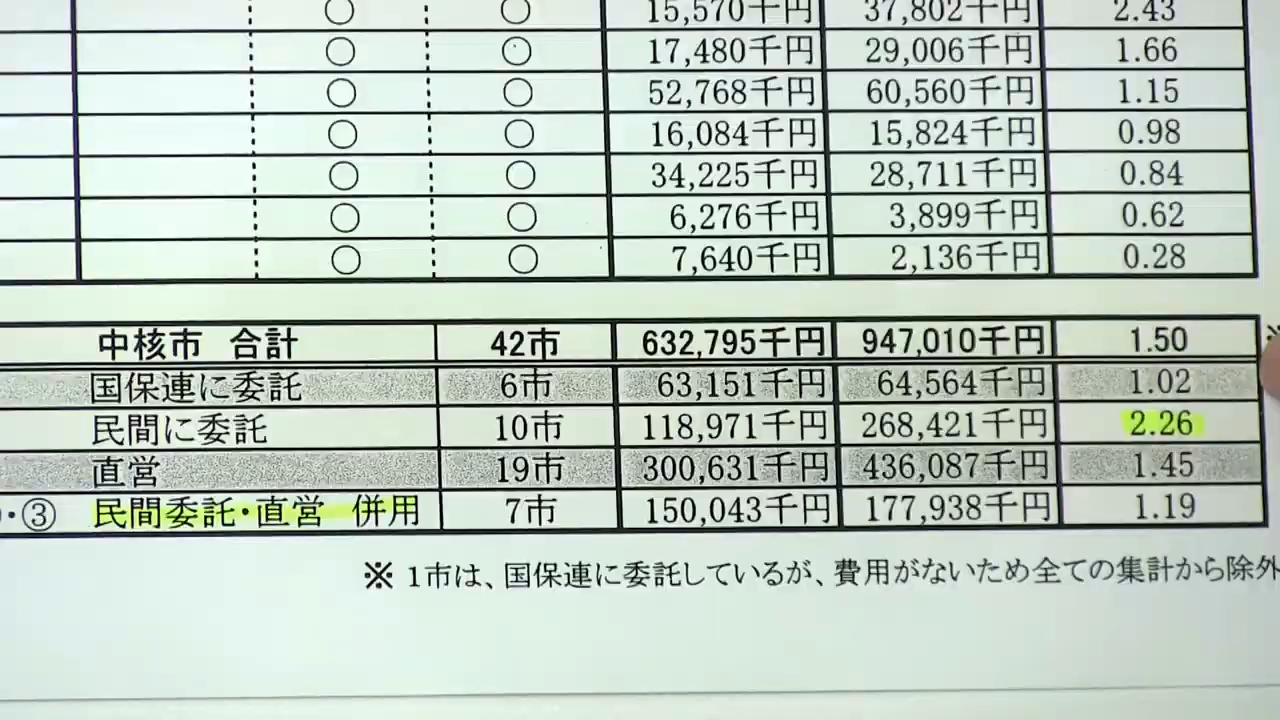 ○ ○ 15,570千円 37,802千円 2.43
○ ○ 17,480千円 29,006千円 1.66
○ ○ 52,768千円 60,560千円 1.15
○ ○ 16,084千円 15,824千円 0.98
○ ○ 34,225千円 28,711千円 0.84
○ ○ 6,276千円 3,899千円 0.62
○ ○ 7,640千円 2,136千円 0.28
中核市 合計 42市 632,795千円 947,010千円 1.50 ※
国保連に委託 6市 63,151千円 64,564千円 1.02
民間に委託 10市 118,971千円 268,421千円 2.26
直営 19市 300,631千円 436,087千円 1.45
・③ 民間委託・直営 併用 7市 150,043千円 177,938千円 1.19
※ 1市は、国保連に委託しているが、費用がないため全ての集計から除外